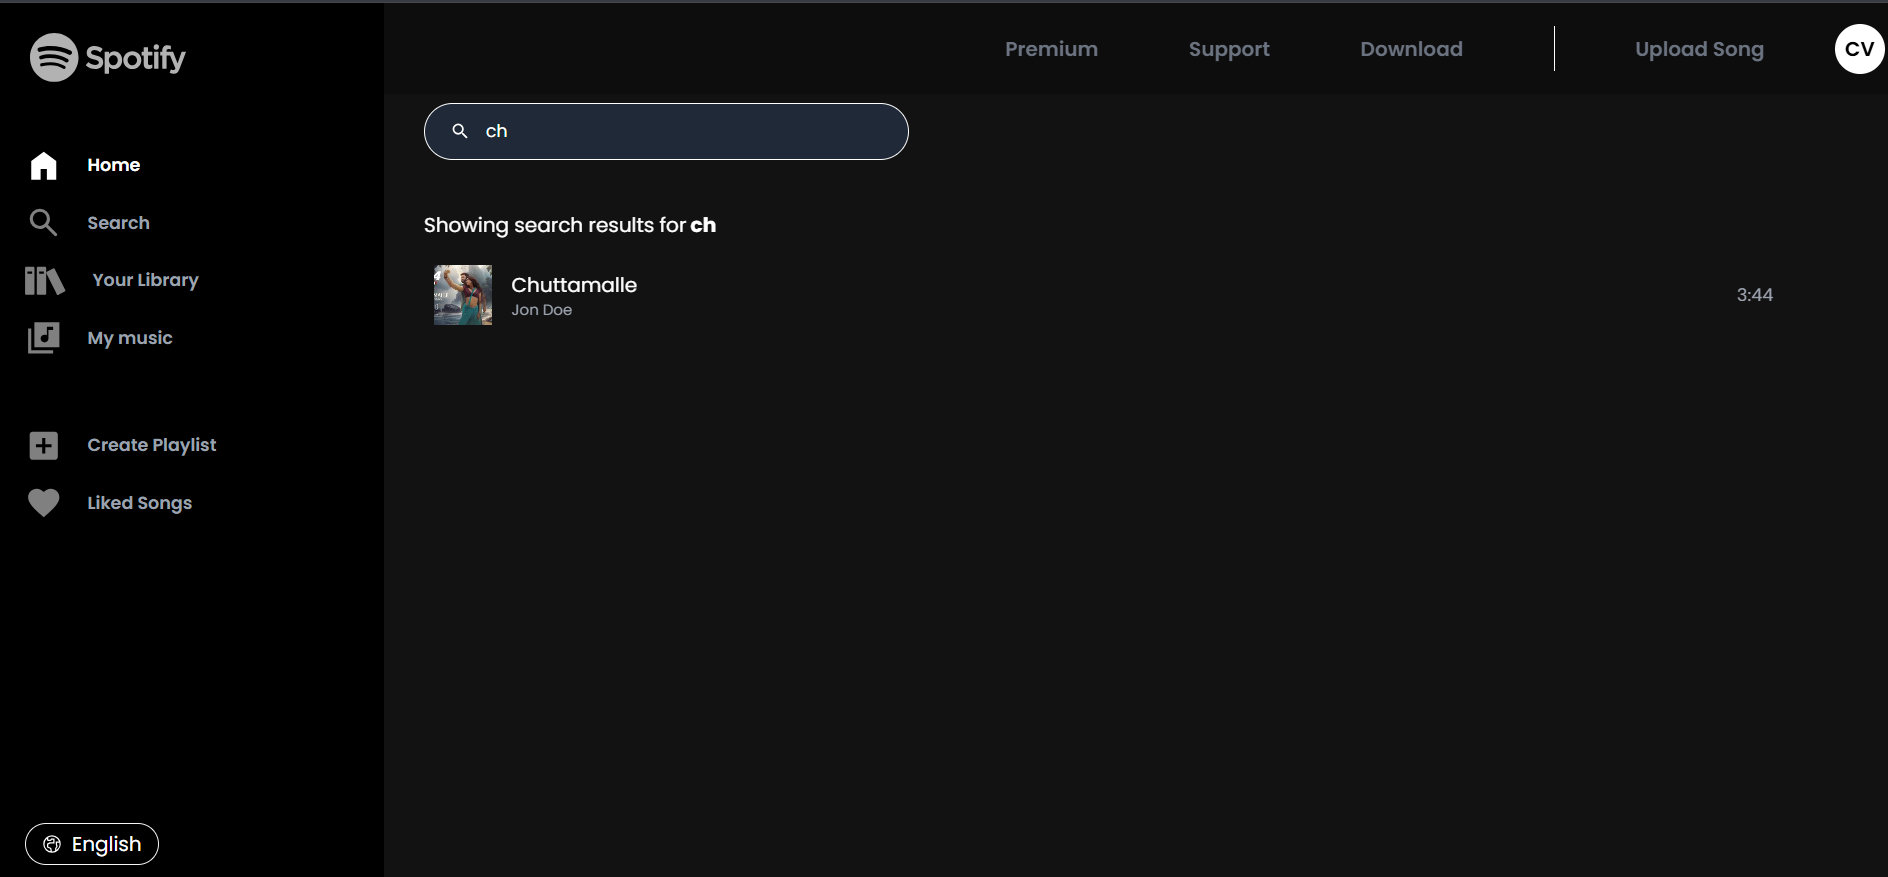 Spotify
Home
Search
Your Library
My music
Create Playlist
Liked Songs
English
Premium
Support
Download
Upload Song
CV
ch
Showing search results for ch
Chuttamalle
Jon Doe
3:44